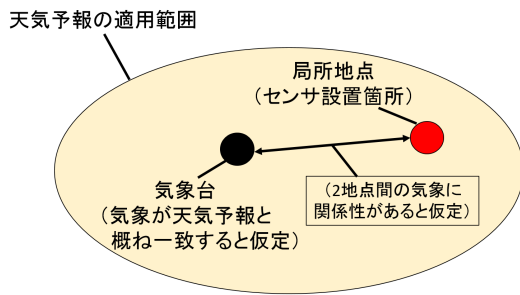 天気予報の適用範囲
局所地点
（センサ設置箇所）
気象台
（気象が天気予報と
概ね一致すると仮定）
（2地点間の気象に
関係性があると仮定）